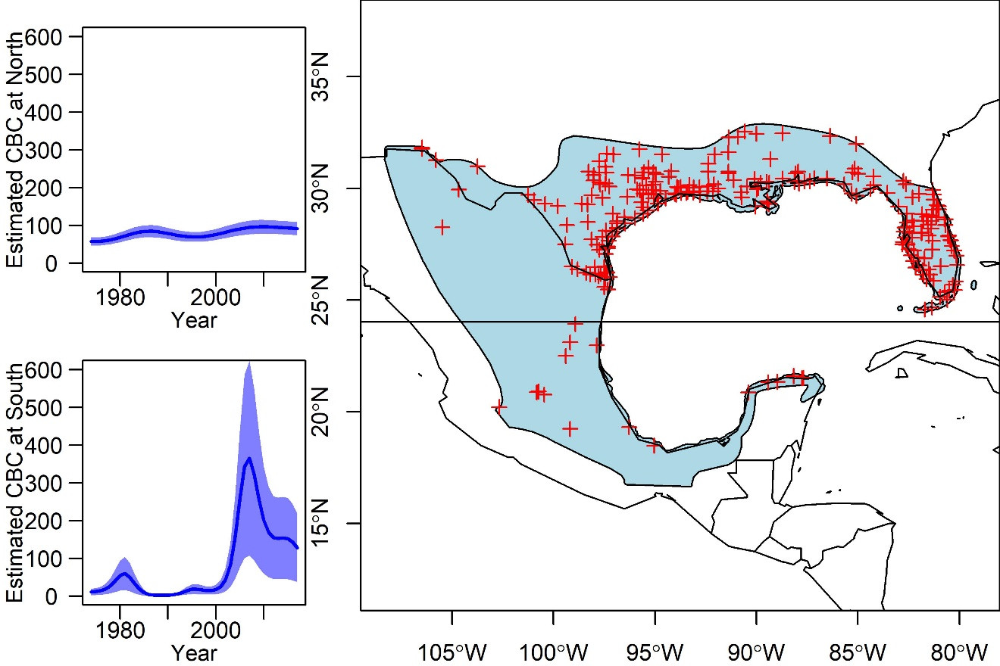 Estimated CBC at North
600
500
400
300
200
100
0
1980
2000
Year
Estimated CBC at South
600
500
400
300
200
100
0
1980
2000
Year
35°N
30°N
25°N
20°N
15°N
105°W
100°W
95°W
90°W
85°W
80°W